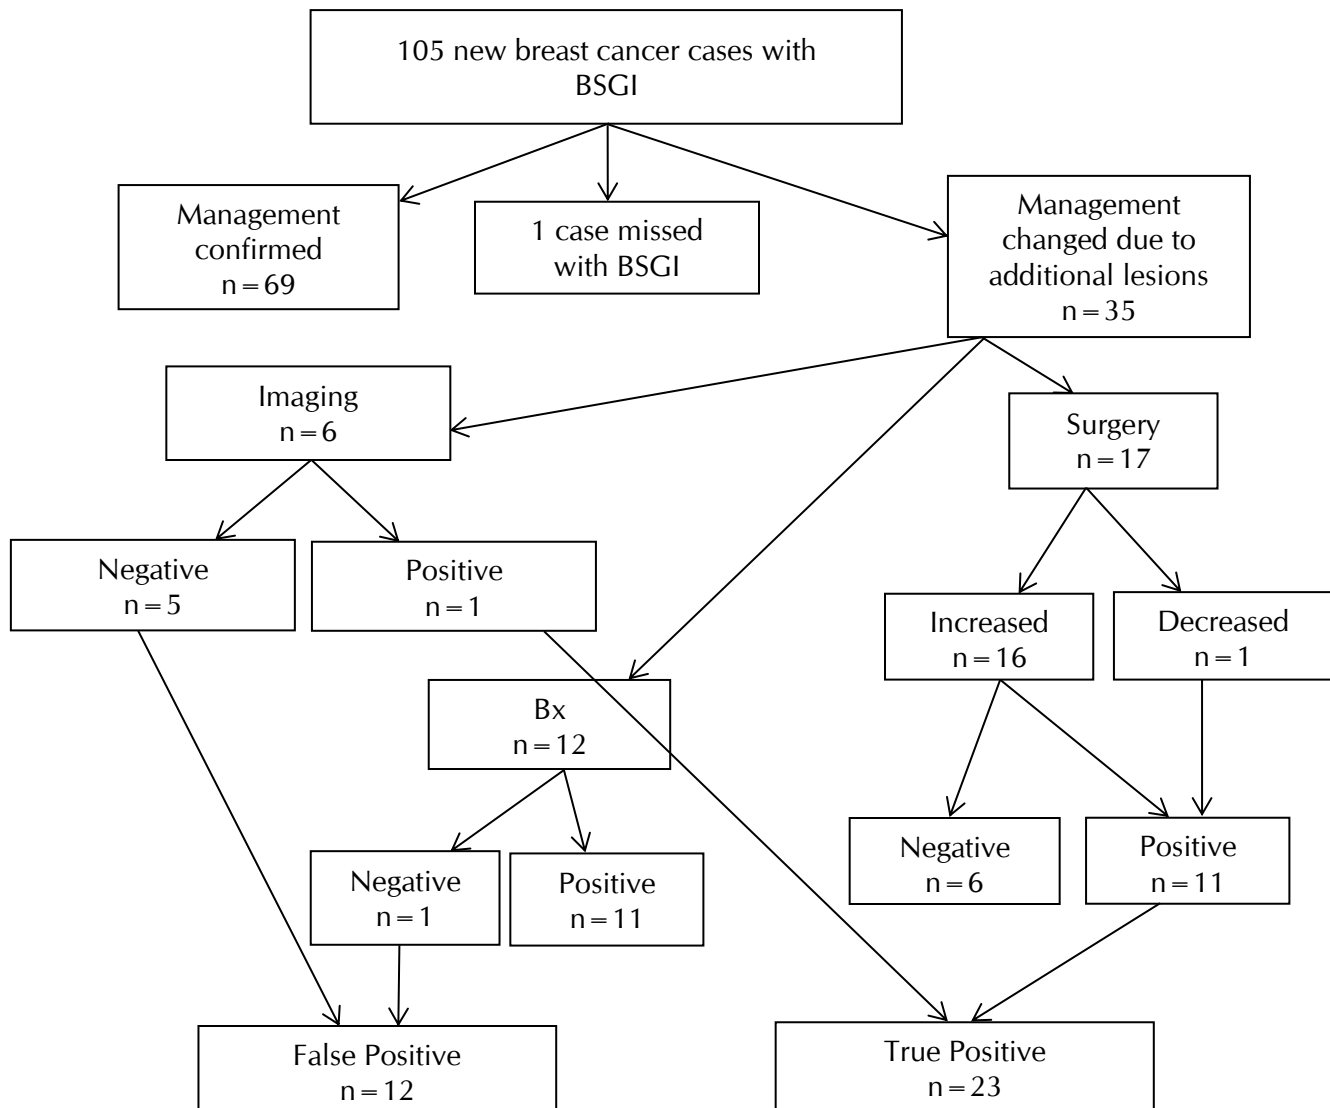 105 new breast cancer cases with
BSGI
Management
confirmed
n=69
1 case missed
with BSGI
Management
changed due to
additional lesions
n=35
Imaging
n=6
Surgery
n=17
Negative
n=5
Positive
n=1
Increased
n=16
Decreased
n=1
Bx
n=12
Negative
n=6
Positive
n=11
Negative
n=1
Positive
n=11
False Positive
n=12
True Positive
n=23